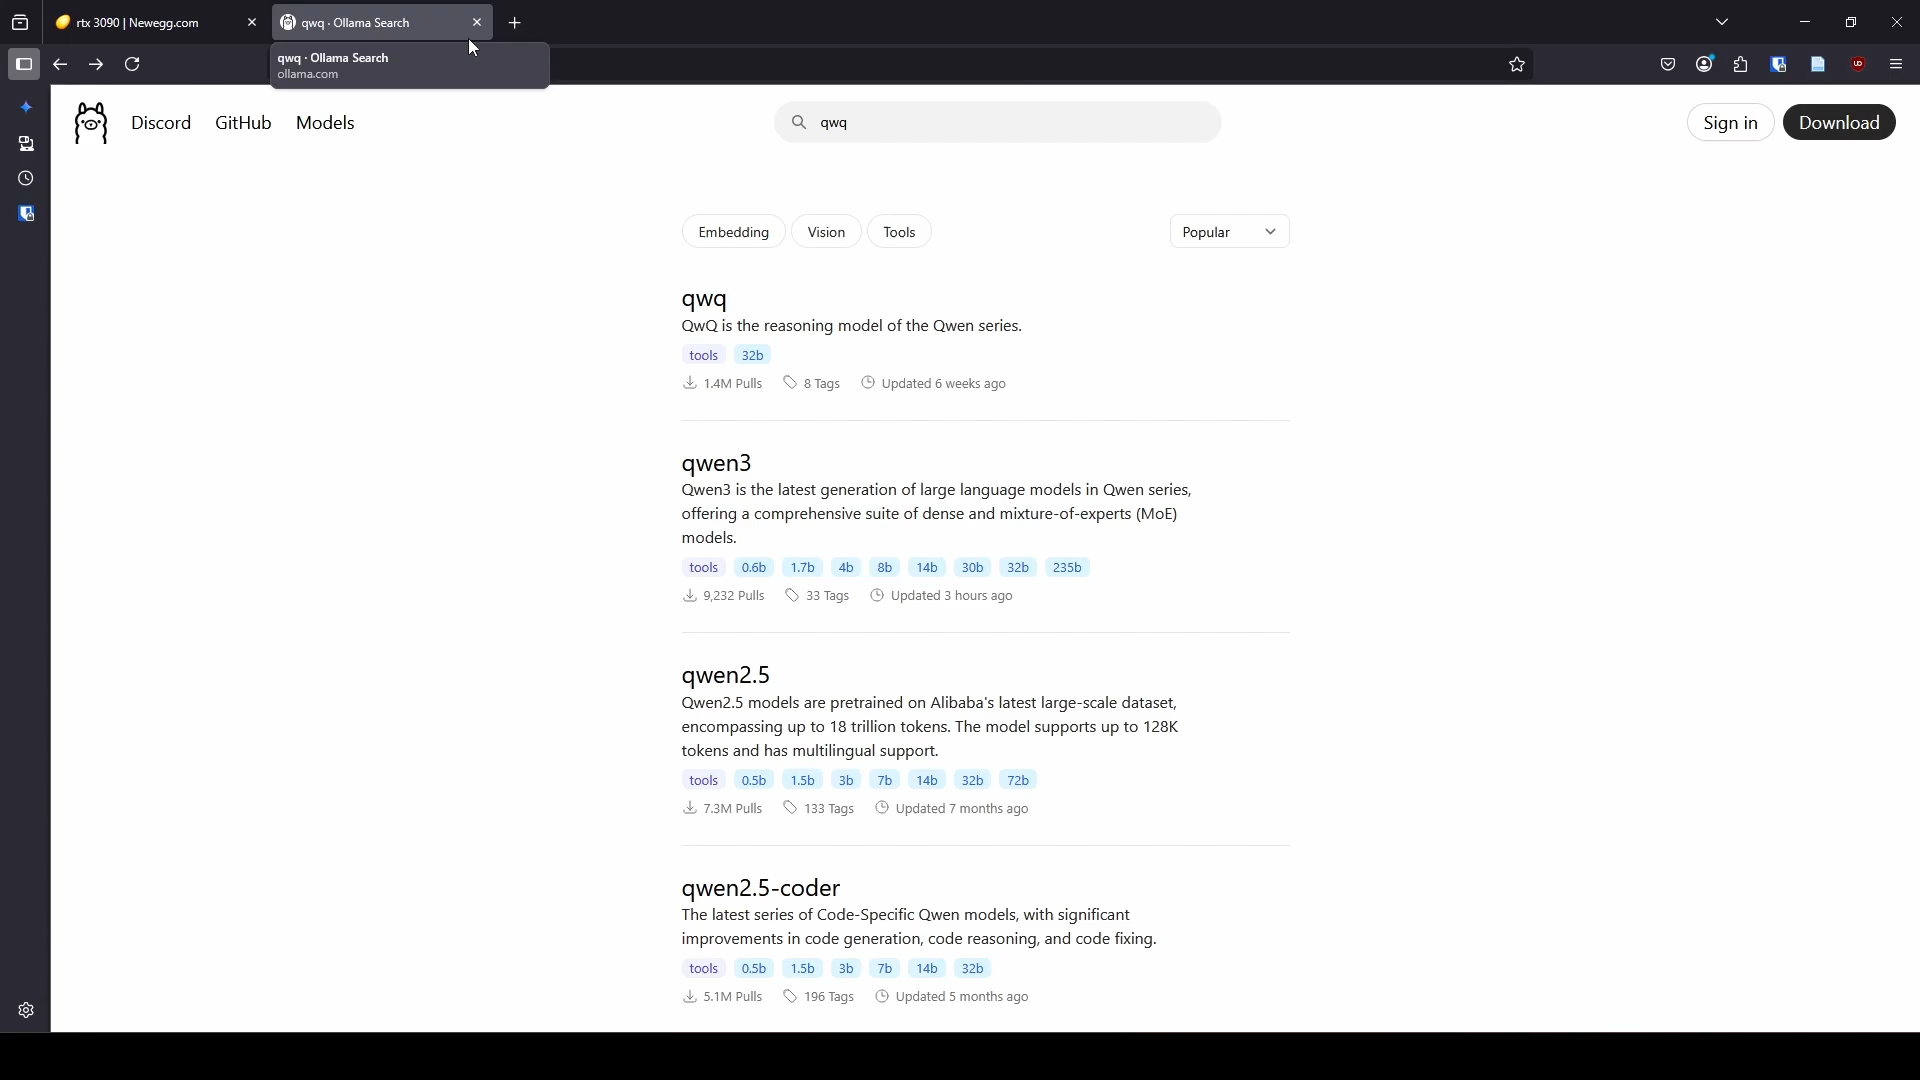 rtx 3090 | Newegg.com
qwq · Ollama Search
qwq · Ollama Search
ollama.com
Discord GitHub Models
qwq
Sign in Download
Embedding Vision Tools Popular
qwq
QwQ is the reasoning model of the Qwen series.
tools 32b
1.4M Pulls 8 Tags Updated 6 weeks ago
qwen3
Qwen3 is the latest generation of large language models in Qwen series,
offering a comprehensive suite of dense and mixture-of-experts (MoE)
models.
tools 0.6b 1.7b 4b 8b 14b 30b 32b 235b
9,232 Pulls 33 Tags Updated 3 hours ago
qwen2.5
Qwen2.5 models are pretrained on Alibaba's latest large-scale dataset,
encompassing up to 18 trillion tokens. The model supports up to 128K
tokens and has multilingual support.
tools 0.5b 1.5b 3b 7b 14b 32b 72b
7.3M Pulls 133 Tags Updated 7 months ago
qwen2.5-coder
The latest series of Code-Specific Qwen models, with significant
improvements in code generation, code reasoning, and code fixing.
tools 0.5b 1.5b 3b 7b 14b 32b
5.1M Pulls 196 Tags Updated 5 months ago